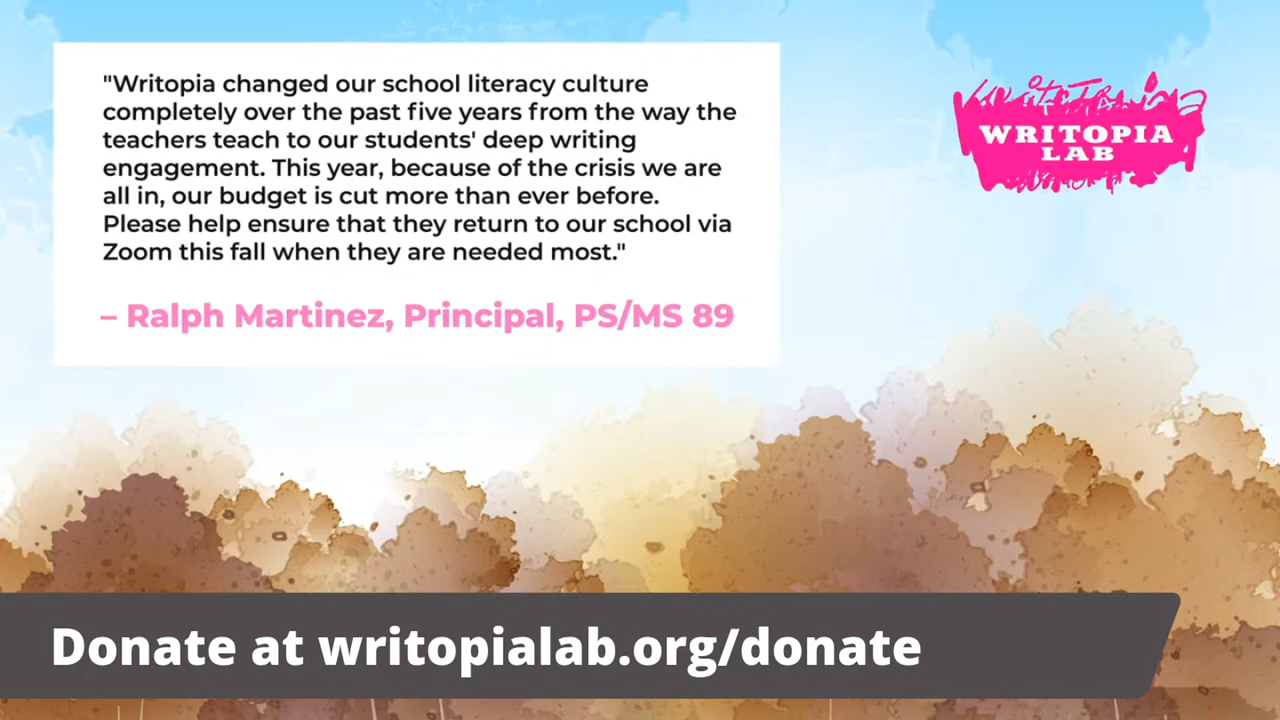 "Writopia changed our school literacy culture
completely over the past five years from the way the
teachers teach to our students' deep writing
engagement. This year, because of the crisis we are
all in, our budget is cut more than ever before.
Please help ensure that they return to our school via
Zoom this fall when they are needed most."
– Ralph Martinez, Principal, PS/MS 89
WRITOPIA
LAB
Donate at writopialab.org/donate